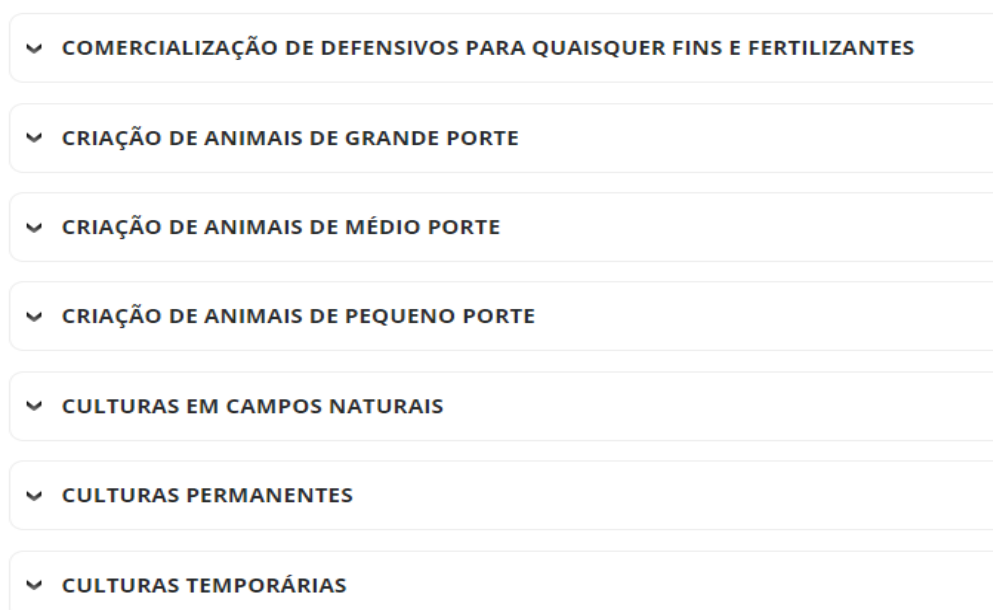 COMERCIALIZAÇÃO DE DEFENSIVOS PARA QUAISQUER FINS E FERTILIZANTES
CRIAÇÃO DE ANIMAIS DE GRANDE PORTE
CRIAÇÃO DE ANIMAIS DE MÉDIO PORTE
CRIAÇÃO DE ANIMAIS DE PEQUENO PORTE
CULTURAS EM CAMPOS NATURAIS
CULTURAS PERMANENTES
CULTURAS TEMPORÁRIAS